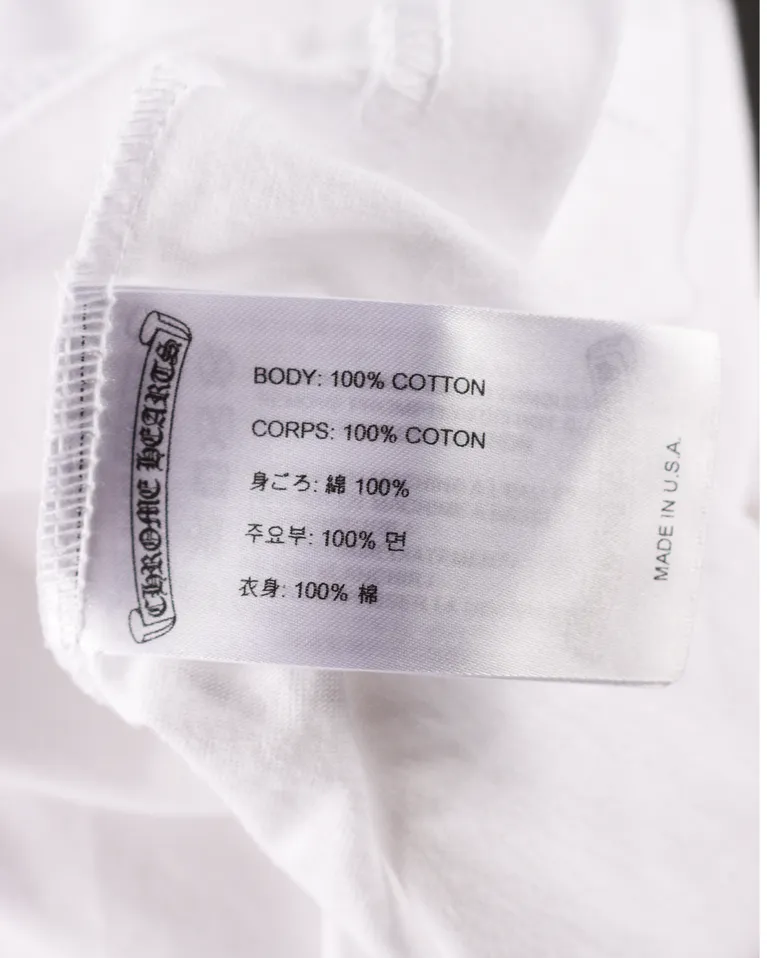 CHROME HEARTS
BODY: 100% COTTON
CORPS: 100% COTON
身ごろ: 綿 100%
주요부: 100% 면
衣身: 100% 棉
MADE IN U.S.A.